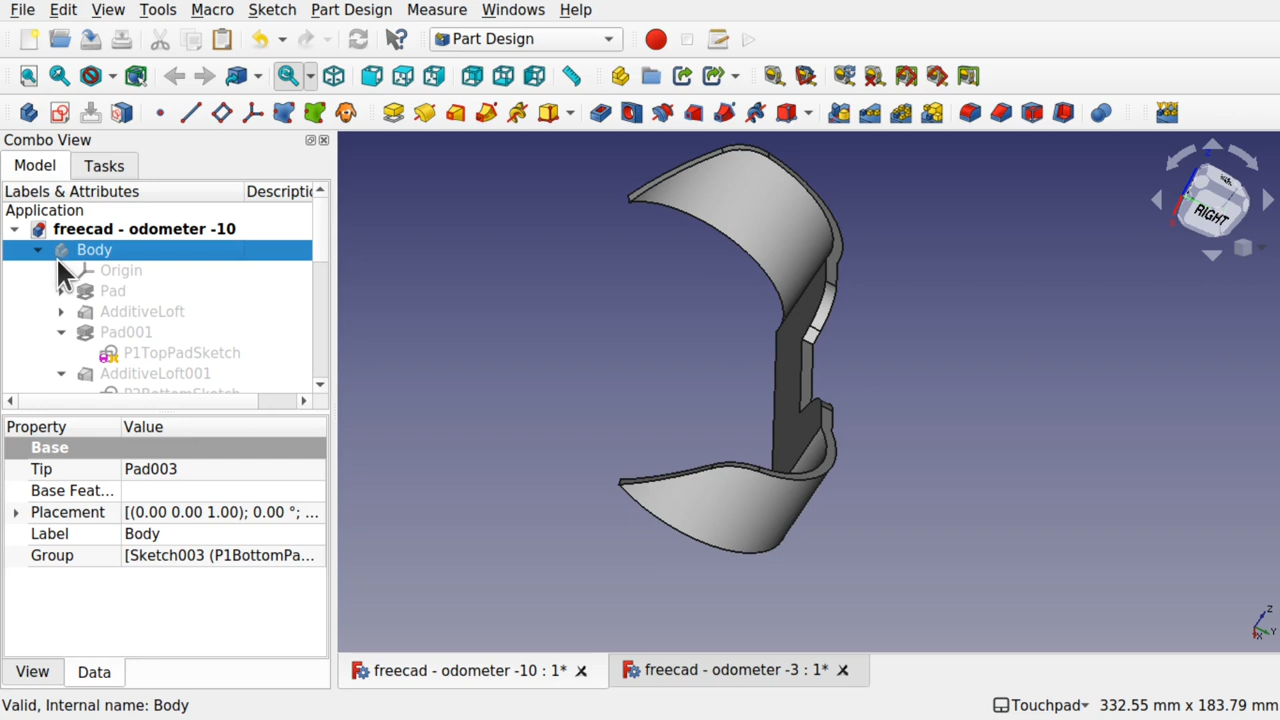 File Edit View Tools Macro Sketch Part Design Measure Windows Help
Part Design
Combo View
Model Tasks
Labels & Attributes Descriptio
Application
freecad - odometer -10
Body
Origin
Pad
AdditiveLoft
Pad001
P1TopPadSketch
AdditiveLoft001
P2BottomSketch
Property Value
Base
Tip Pad003
Base Feat...
Placement [(0.00 0.00 1.00); 0.00 °; ...
Label Body
Group [Sketch003 (P1BottomPa...
View Data
RIGHT
Z
Y
freecad - odometer -10 : 1*
freecad - odometer -3 : 1*
Valid, Internal name: Body
Touchpad 332.55 mm x 183.79 mm